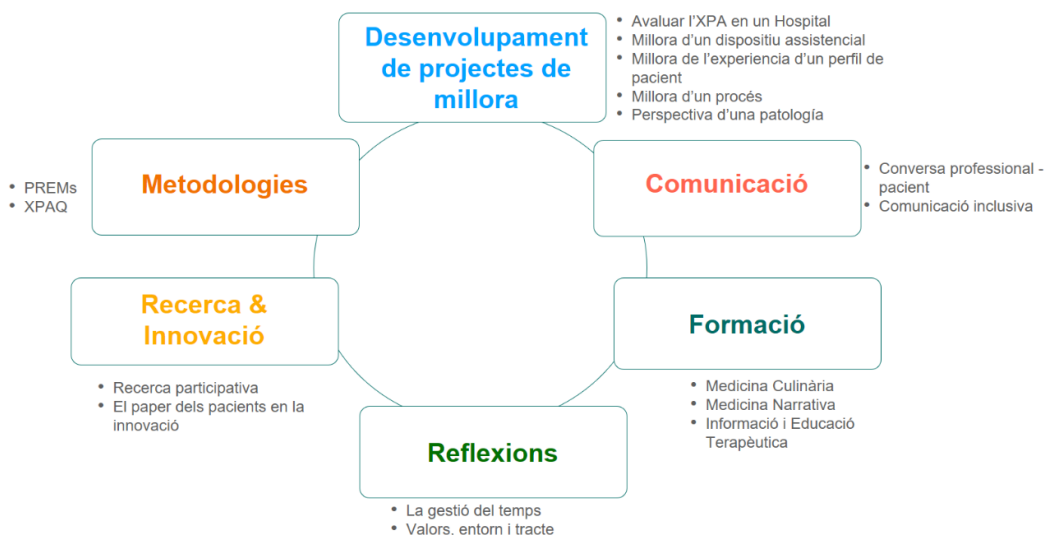 Desenvolupament
de projectes de
millora
• Avaluar l'XPA en un Hospital
• Millora d'un dispositiu assistencial
• Millora de l'experiencia d'un perfil de
pacient
• Millora d'un procés
• Perspectiva d'una patología
Comunicació
• Conversa professional -
pacient
• Comunicació inclusiva
Formació
• Medicina Culinària
• Medicina Narrativa
• Informació i Educació
Terapèutica
Reflexions
• La gestió del temps
• Valors, entorn i tracte
Recerca &
Innovació
• Recerca participativa
• El paper dels pacients en la
innovació
Metodologies
• PREMs
• XPAQ